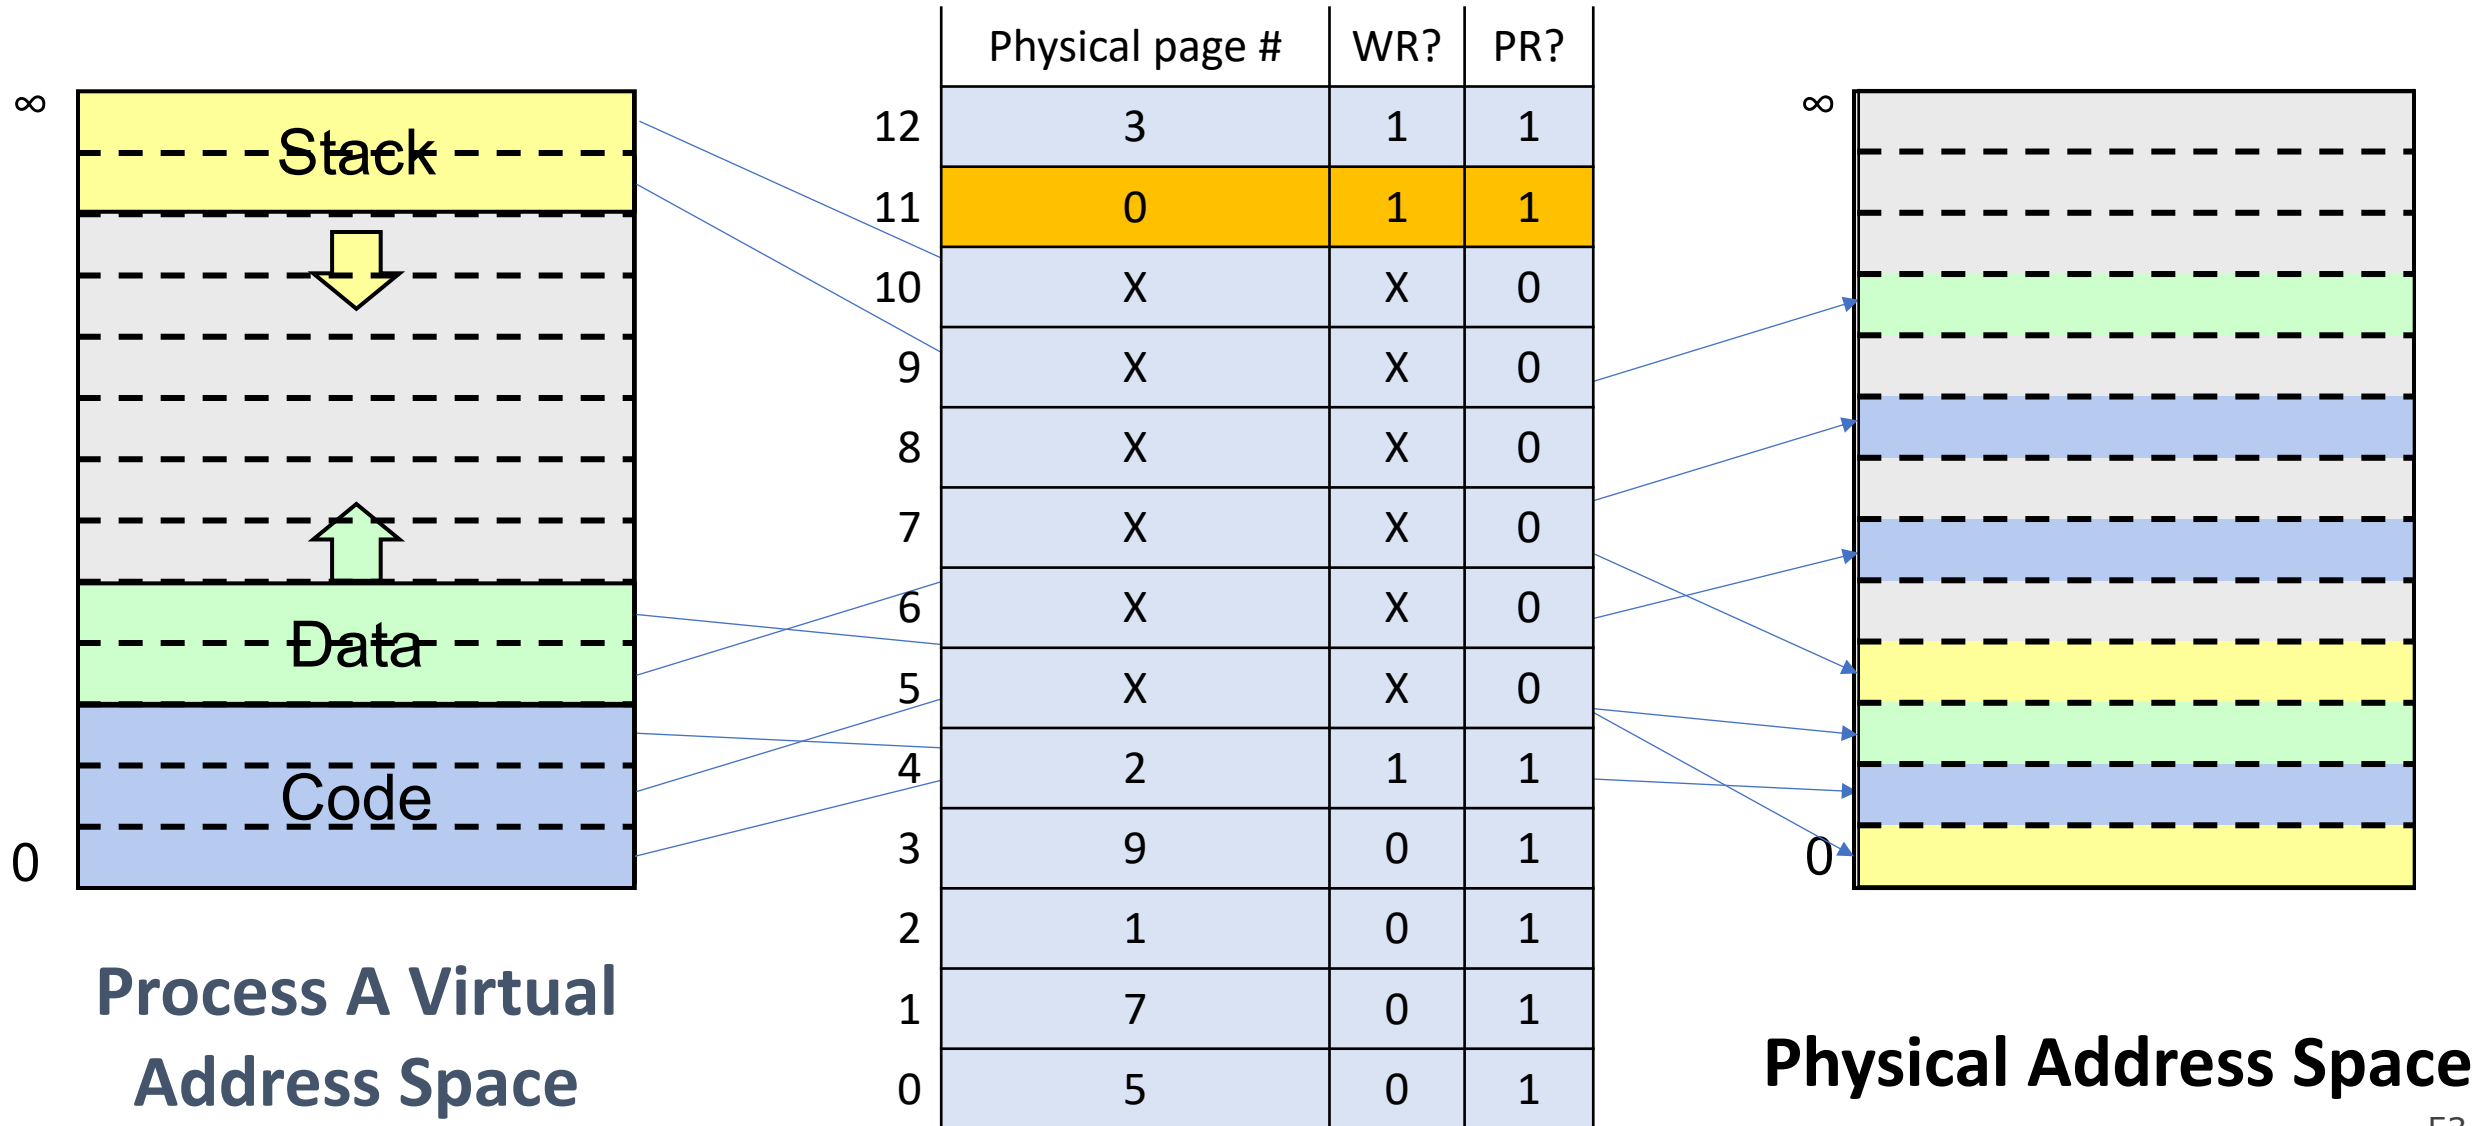 Physical page # WR? PR?
∞
Stack
Data
Code
0
12 3 1 1
11 0 1 1
10 X X 0
9 X X 0
8 X X 0
7 X X 0
6 X X 0
5 X X 0
4 2 1 1
3 9 0 1
2 1 0 1
1 7 0 1
0 5 0 1
∞
0
Process A Virtual
Address Space
Physical Address Space